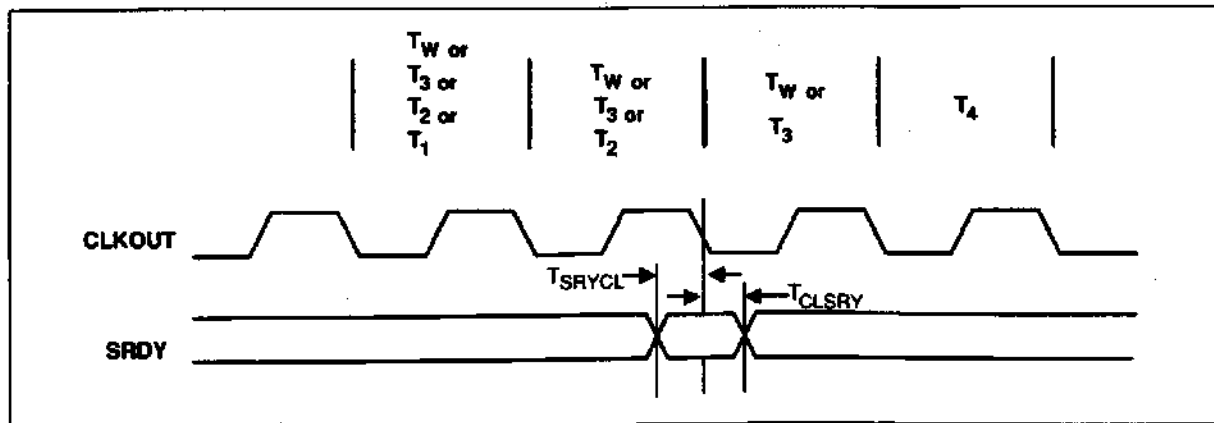 TW or
T3 or
T2 or
T1
TW or
T3 or
T2
TW or
T3
T4
CLKOUT
TSRYCL
TCLSRY
SRDY